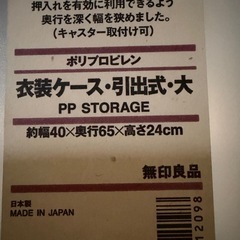 押入れを有効に利用できるよう
奥行を深く幅を狭めました。
(キャスター取付け可)
ポリプロピレン
衣装ケース・引出式・大
PP STORAGE
約幅40×奥行65×高さ24cm
無印良品
日本製
MADE IN JAPAN
12098